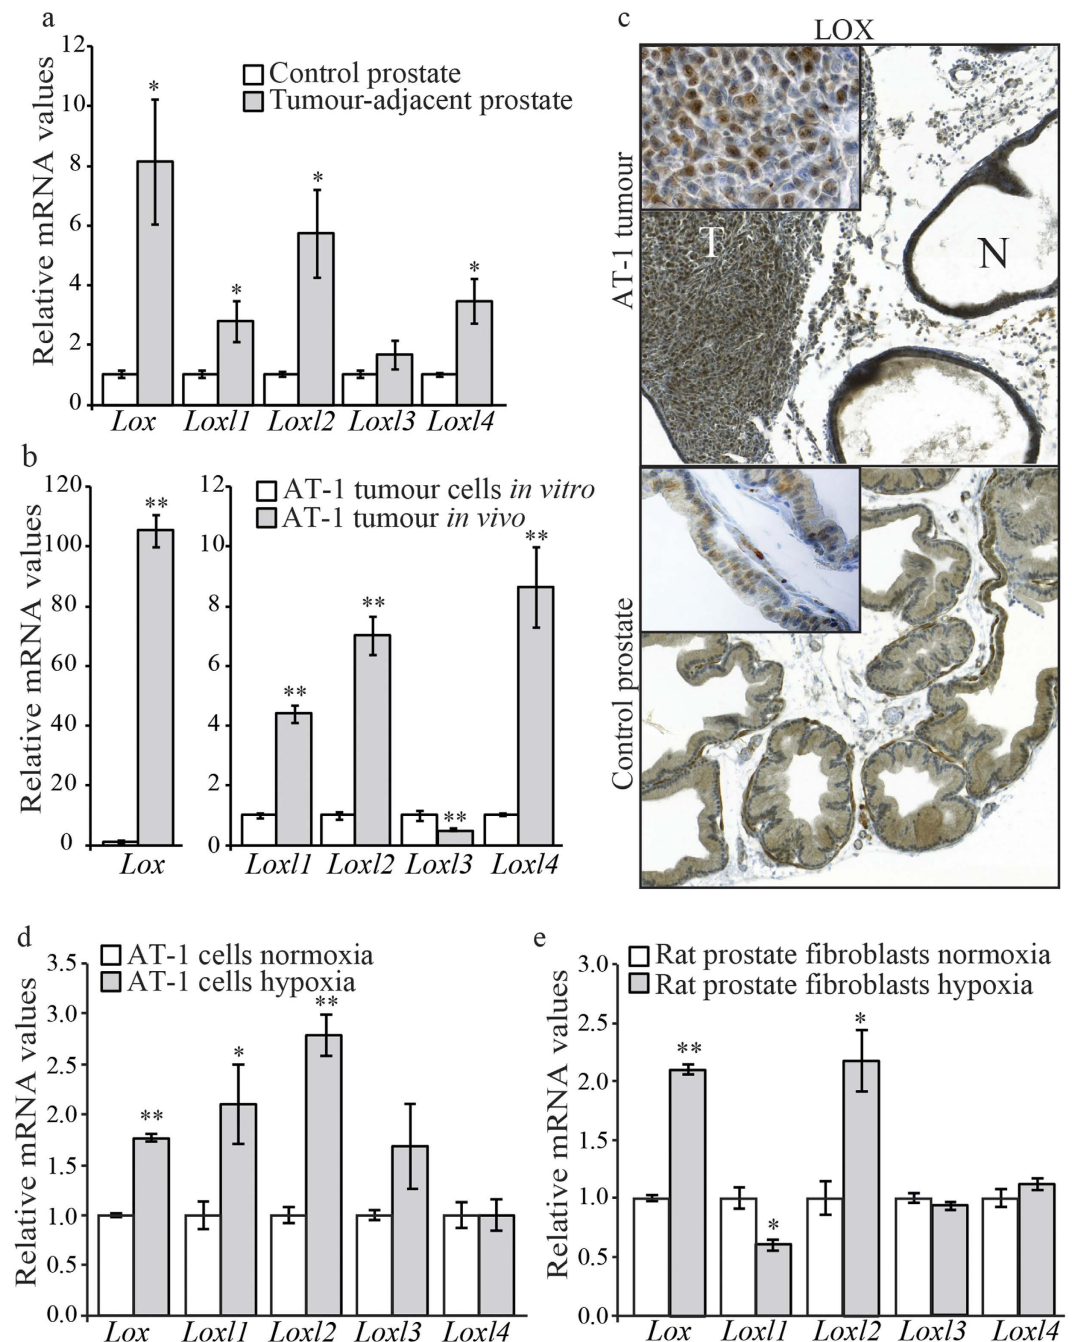 a
Relative mRNA values
12
10
8
6
4
2
0
Control prostate
Tumour-adjacent prostate
*
*
*
*
Lox Loxl1 Loxl2 Loxl3 Loxl4
b
Relative mRNA values
120
100
80
60
40
20
0
**
Lox
12
10
8
6
4
2
0
AT-1 tumour cells in vitro
AT-1 tumour in vivo
**
**
**
**
Loxl1 Loxl2 Loxl3 Loxl4
c
LOX
AT-1 tumour
T
N
Control prostate
d
Relative mRNA values
AT-1 cells normoxia
AT-1 cells hypoxia
3.5
3.0
2.5
2.0
1.5
1.0
0.5
0.0
**
*
**
Lox Loxl1 Loxl2 Loxl3 Loxl4
e
Relative mRNA values
Rat prostate fibroblasts normoxia
Rat prostate fibroblasts hypoxia
3.0
2.5
2.0
1.5
1.0
0.5
0.0
**
*
*
Lox Loxl1 Loxl2 Loxl3 Loxl4